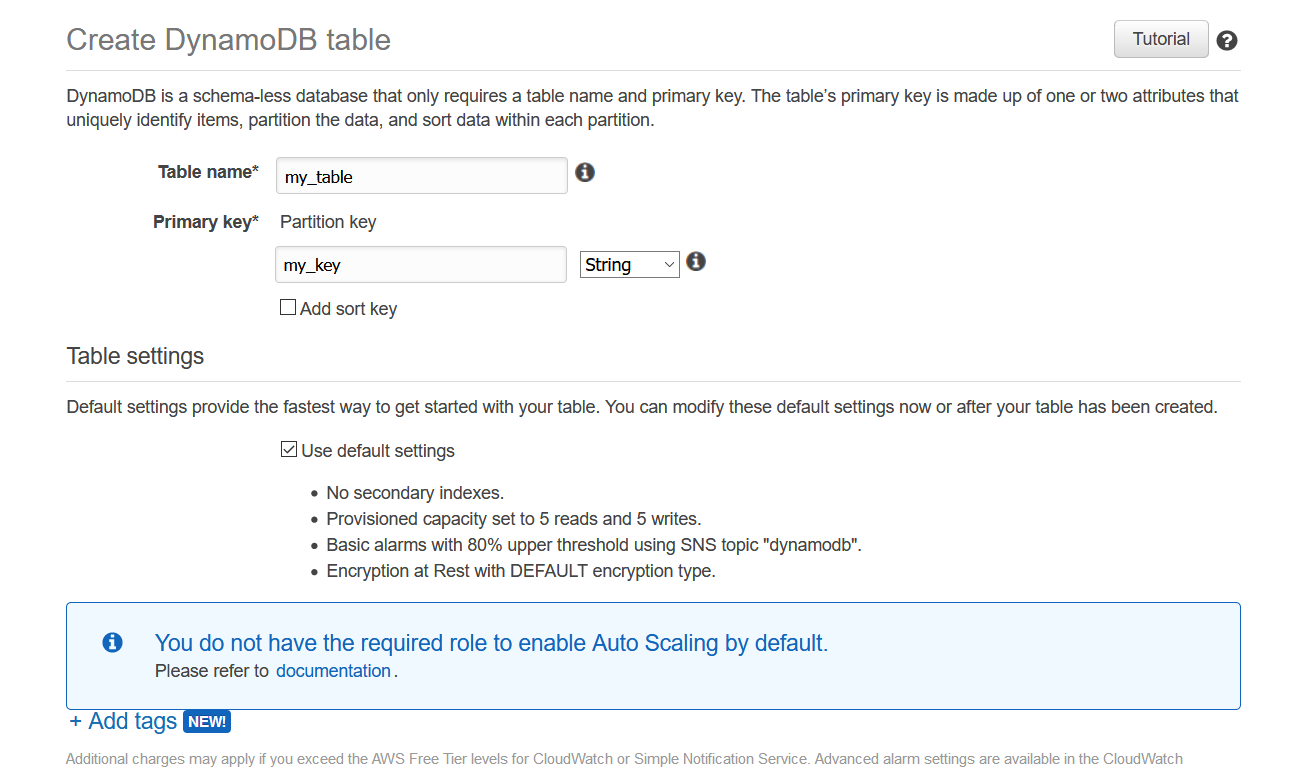 Create DynamoDB table
Tutorial
DynamoDB is a schema-less database that only requires a table name and primary key. The table's primary key is made up of one or two attributes that
uniquely identify items, partition the data, and sort data within each partition.
Table name*
my_table
Primary key*
Partition key
my_key
String
Add sort key
Table settings
Default settings provide the fastest way to get started with your table. You can modify these default settings now or after your table has been created.
Use default settings
• No secondary indexes.
• Provisioned capacity set to 5 reads and 5 writes.
• Basic alarms with 80% upper threshold using SNS topic "dynamodb".
• Encryption at Rest with DEFAULT encryption type.
You do not have the required role to enable Auto Scaling by default.
Please refer to documentation.
+ Add tags NEW!
Additional charges may apply if you exceed the AWS Free Tier levels for CloudWatch or Simple Notification Service. Advanced alarm settings are available in the CloudWatch